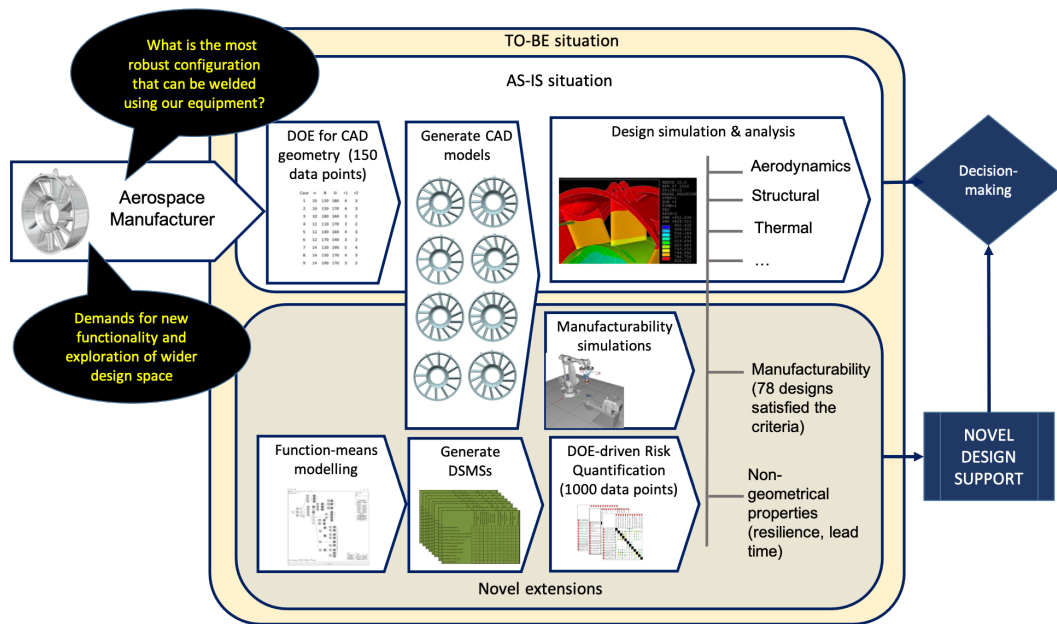 What is the most
robust configuration
that can be welded
using our equipment?
TO-BE situation
AS-IS situation
DOE for CAD
geometry (150
data points)
Generate CAD
models
Design simulation & analysis
Aerodynamics
Structural
Thermal
...
Aerospace
Manufacturer
Decision-
making
Demands for new
functionality and
exploration of wider
design space
Manufacturability
simulations
Manufacturability
(78 designs
satisfied the
criteria)
Function-means
modelling
Generate
DSMSs
DOE-driven Risk
Quantification
(1000 data points)
Non-
geometrical
properties
(resilience, lead
time)
NOVEL
DESIGN
SUPPORT
Novel extensions